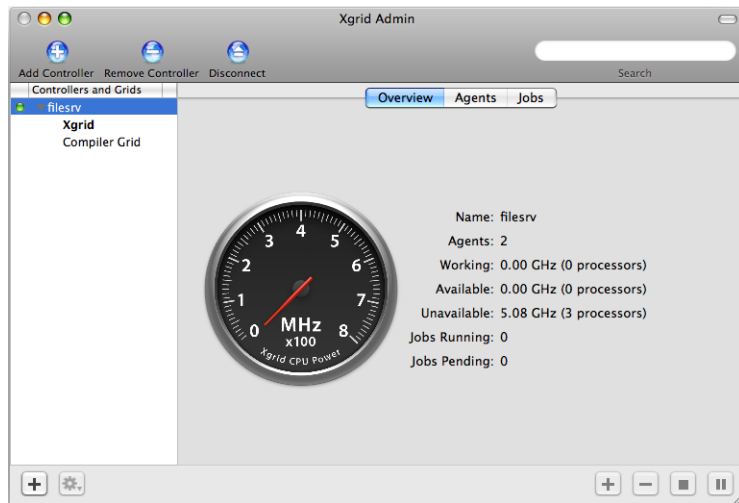 Xgrid Admin
Add Controller Remove Controller Disconnect
Search
Controllers and Grids
filesrv
Xgrid
Compiler Grid
Overview Agents Jobs
0 1 2 3 4 5 6 7 8
MHz
x100
Xgrid CPU Power
Name: filesrv
Agents: 2
Working: 0.00 GHz (0 processors)
Available: 0.00 GHz (0 processors)
Unavailable: 5.08 GHz (3 processors)
Jobs Running: 0
Jobs Pending: 0